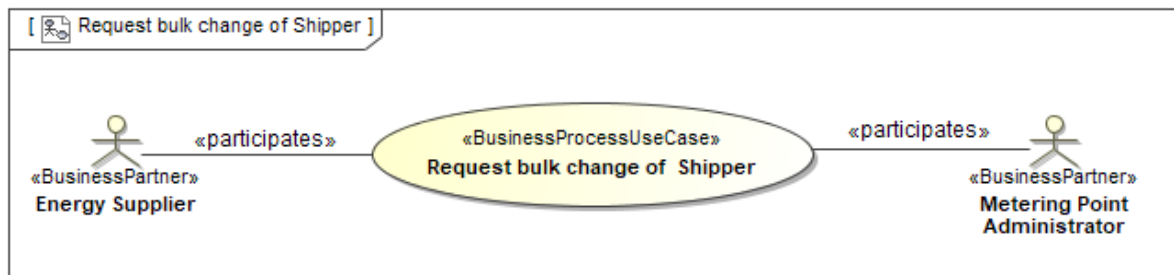 [ Request bulk change of Shipper ]
«participates»
«BusinessProcessUseCase»
«participates»
Request bulk change of  Shipper
«BusinessPartner»
Energy Supplier
«BusinessPartner»
Metering Point
Administrator